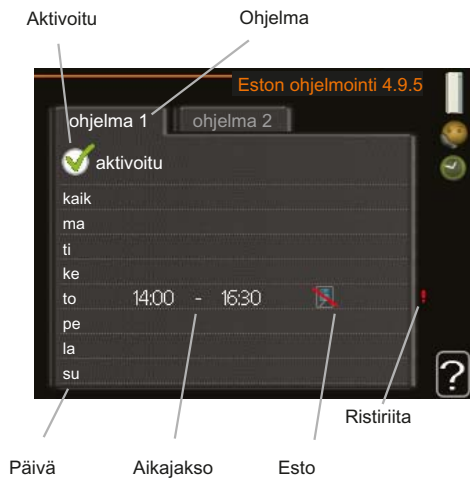 Aktivoitu Ohjelma
Eston ohjelmointi 4.9.5
ohjelma 1 ohjelma 2
aktivoitu
kaik
ma
ti
ke
to 14:00 - 16:30 !
pe
la
su
?
Ristiriita
Päivä Aikajakso Esto